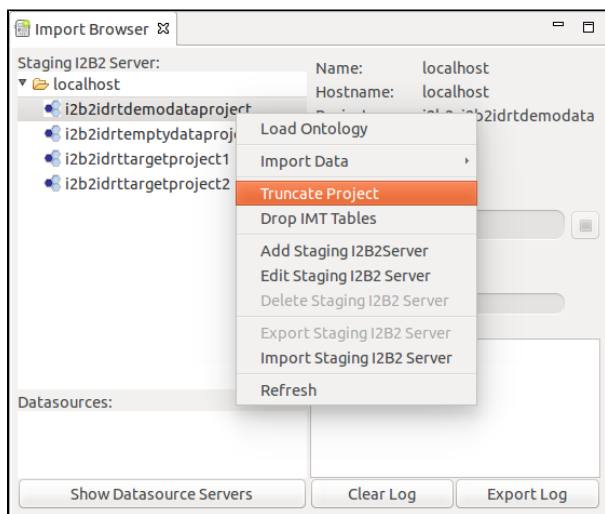 Import Browser
Staging I2B2 Server:
localhost
i2b2idrtdemodataproject
i2b2idrtemptydataproj
i2b2idrttargetproject1
i2b2idrttargetproject2
Name: localhost
Hostname: localhost
i2b2idrtdemodata
Load Ontology
Import Data
Truncate Project
Drop IMT Tables
Add Staging I2B2Server
Edit Staging I2B2 Server
Delete Staging I2B2 Server
Export Staging I2B2 Server
Import Staging I2B2 Server
Refresh
Datasources:
Show Datasource Servers
Clear Log
Export Log